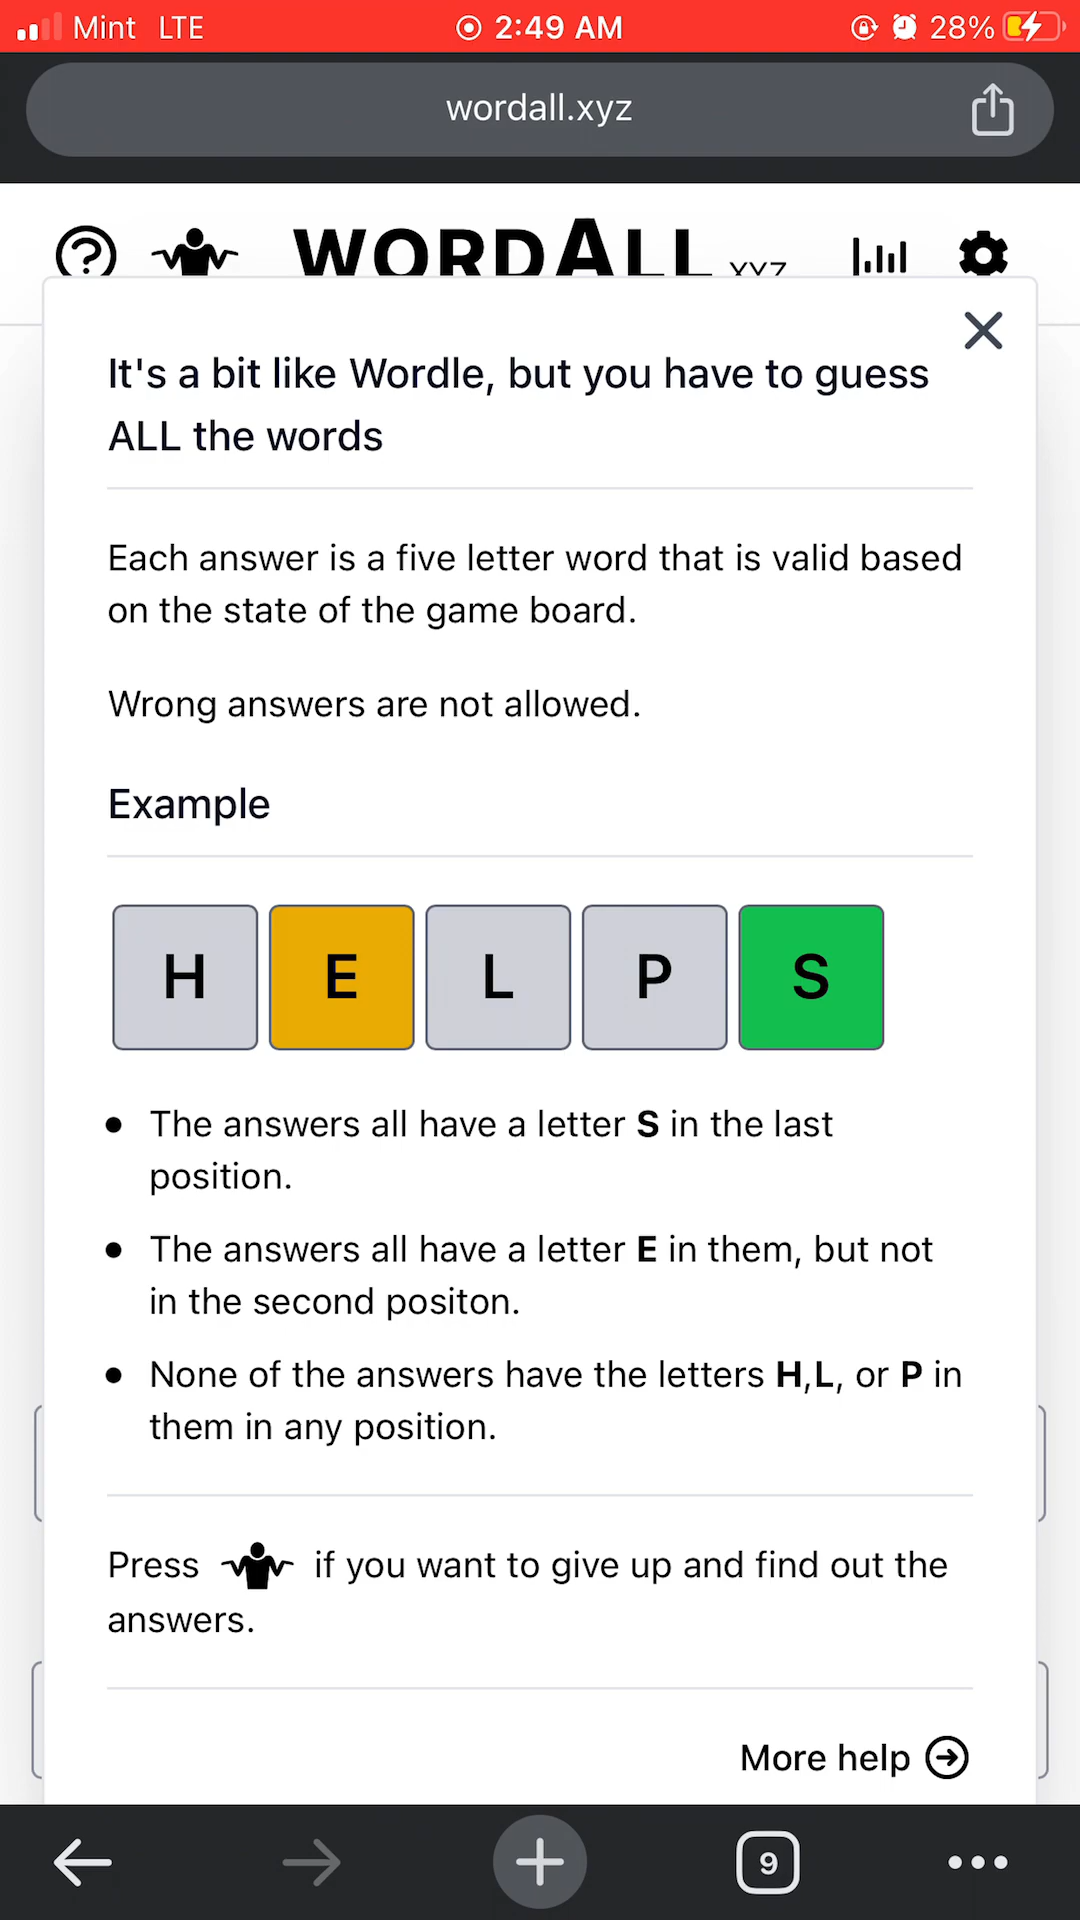 Mint LTE 2:49 AM 28%
wordall.xyz
WORDALL XYZ
It's a bit like Wordle, but you have to guess
ALL the words
Each answer is a five letter word that is valid based
on the state of the game board.
Wrong answers are not allowed.
Example
H E L P S
The answers all have a letter S in the last
position.
The answers all have a letter E in them, but not
in the second positon.
None of the answers have the letters H,L, or P in
them in any position.
Press if you want to give up and find out the
answers.
More help
9